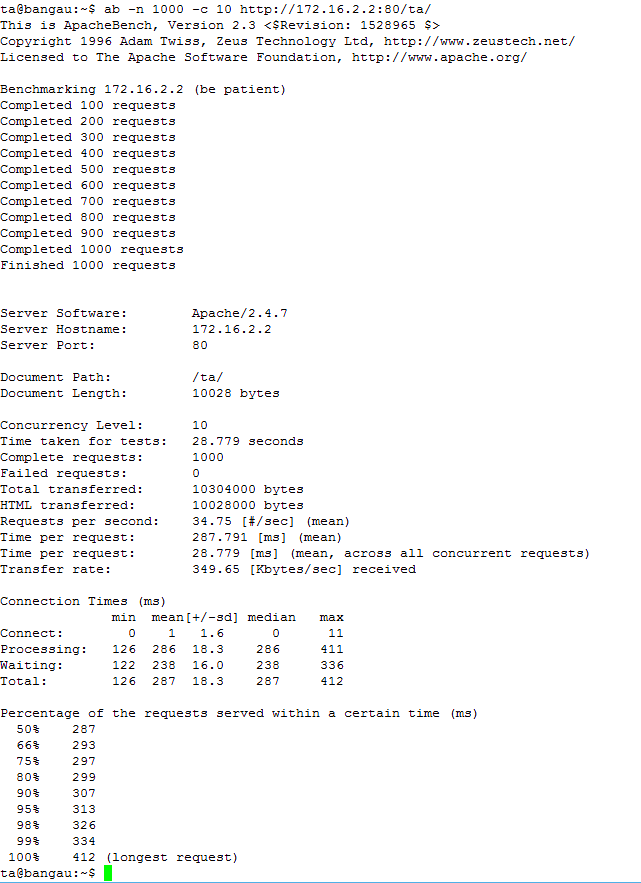 ta@bangau:~$ ab -n 1000 -c 10 http://172.16.2.2:80/ta/
This is ApacheBench, Version 2.3 <$Revision: 1528965 $>
Copyright 1996 Adam Twiss, Zeus Technology Ltd, http://www.zeustech.net/
Licensed to The Apache Software Foundation, http://www.apache.org/

Benchmarking 172.16.2.2 (be patient)
Completed 100 requests
Completed 200 requests
Completed 300 requests
Completed 400 requests
Completed 500 requests
Completed 600 requests
Completed 700 requests
Completed 800 requests
Completed 900 requests
Completed 1000 requests
Finished 1000 requests


Server Software:        Apache/2.4.7
Server Hostname:        172.16.2.2
Server Port:            80

Document Path:          /ta/
Document Length:        10028 bytes

Concurrency Level:      10
Time taken for tests:   28.779 seconds
Complete requests:      1000
Failed requests:        0
Total transferred:      10304000 bytes
HTML transferred:       10028000 bytes
Requests per second:    34.75 [#/sec] (mean)
Time per request:       287.791 [ms] (mean)
Time per request:       28.779 [ms] (mean, across all concurrent requests)
Transfer rate:          349.65 [Kbytes/sec] received

Connection Times (ms)
              min  mean[+/-sd] median   max
Connect:        0    1   1.6      0      11
Processing:   126  286  18.3    286     411
Waiting:      122  238  16.0    238     336
Total:        126  287  18.3    287     412

Percentage of the requests served within a certain time (ms)
  50%    287
  66%    293
  75%    297
  80%    299
  90%    307
  95%    313
  98%    326
  99%    334
 100%    412 (longest request)
ta@bangau:~$